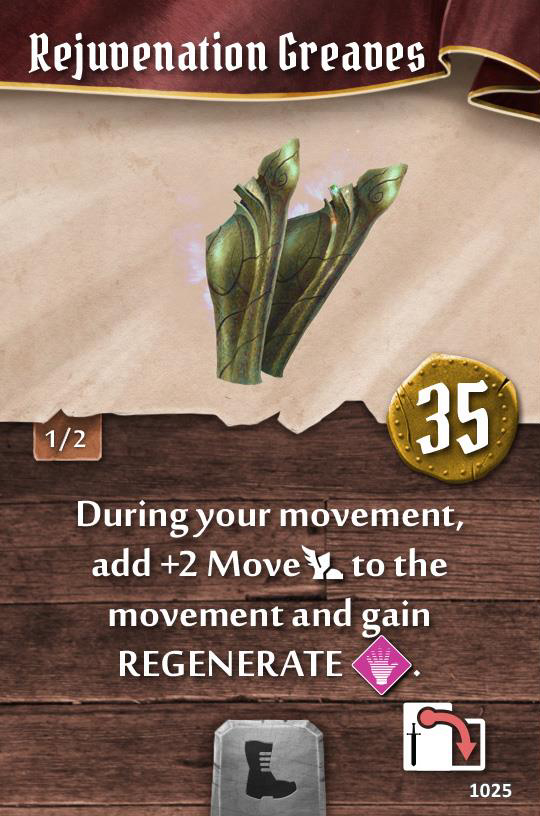 Rejuvenation Greaves
35
1/2
During your movement,
add +2 Move to the
movement and gain
REGENERATE .
1025